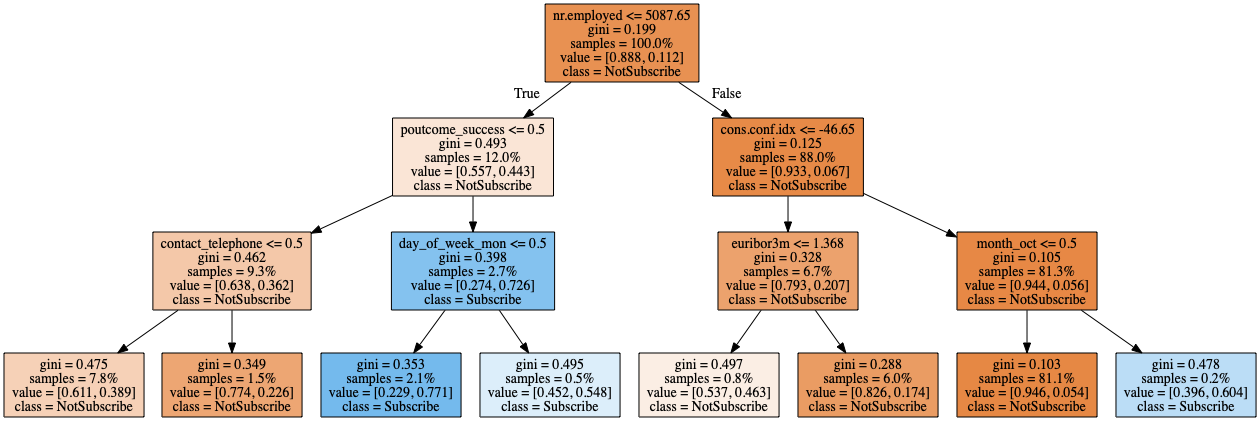 nr.employed <= 5087.65
gini = 0.199
samples = 100.0%
value = [0.888, 0.112]
class = NotSubscribe
True
False
poutcome_success <= 0.5
gini = 0.493
samples = 12.0%
value = [0.557, 0.443]
class = NotSubscribe
cons.conf.idx <= -46.65
gini = 0.125
samples = 88.0%
value = [0.933, 0.067]
class = NotSubscribe
contact_telephone <= 0.5
gini = 0.462
samples = 9.3%
value = [0.638, 0.362]
class = NotSubscribe
day_of_week_mon <= 0.5
gini = 0.398
samples = 2.7%
value = [0.274, 0.726]
class = Subscribe
euribor3m <= 1.368
gini = 0.328
samples = 6.7%
value = [0.793, 0.207]
class = NotSubscribe
month_oct <= 0.5
gini = 0.105
samples = 81.3%
value = [0.944, 0.056]
class = NotSubscribe
gini = 0.475
samples = 7.8%
value = [0.611, 0.389]
class = NotSubscribe
gini = 0.349
samples = 1.5%
value = [0.774, 0.226]
class = NotSubscribe
gini = 0.353
samples = 2.1%
value = [0.229, 0.771]
class = Subscribe
gini = 0.495
samples = 0.5%
value = [0.452, 0.548]
class = Subscribe
gini = 0.497
samples = 0.8%
value = [0.537, 0.463]
class = NotSubscribe
gini = 0.288
samples = 6.0%
value = [0.826, 0.174]
class = NotSubscribe
gini = 0.103
samples = 81.1%
value = [0.946, 0.054]
class = NotSubscribe
gini = 0.478
samples = 0.2%
value = [0.396, 0.604]
class = Subscribe